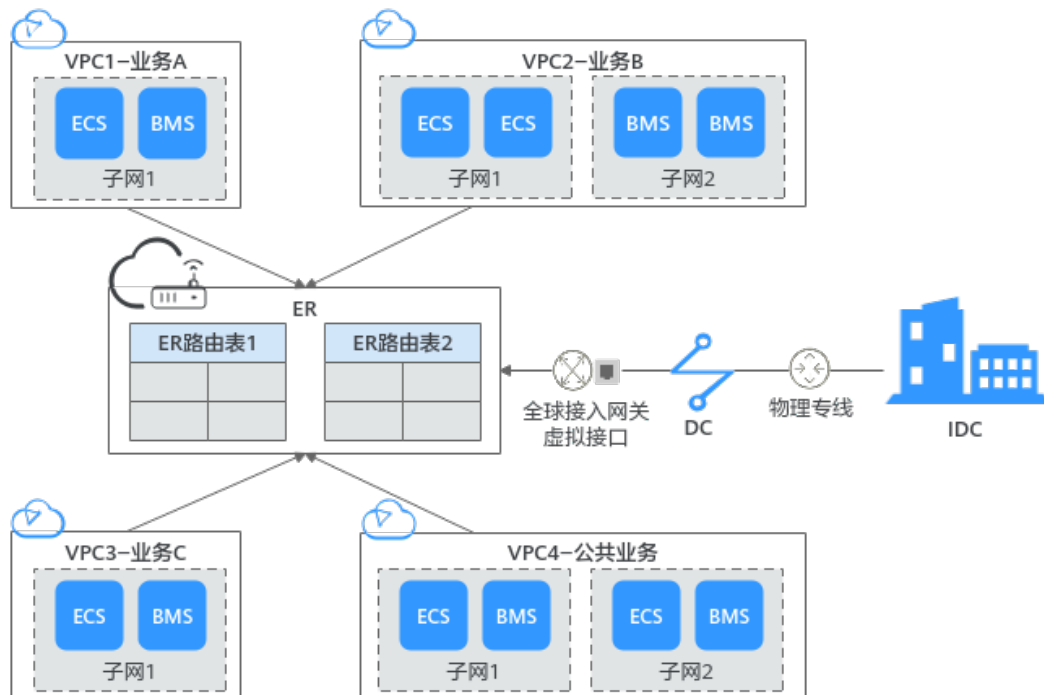 VPC1-业务A
ECS
BMS
子网1
VPC2-业务B
ECS
ECS
子网1
BMS
BMS
子网2
ER
ER路由表1
ER路由表2
全球接入网关
虚拟接口
DC
物理专线
IDC
VPC3-业务C
ECS
BMS
子网1
VPC4-公共业务
ECS
BMS
子网1
ECS
BMS
子网2